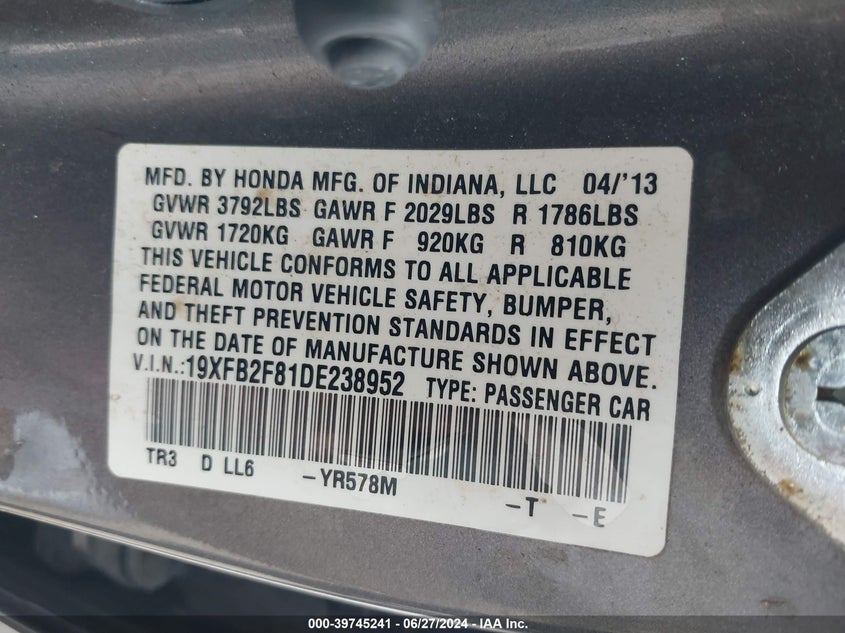 MFD. BY HONDA MFG. OF INDIANA, LLC 04/'13
GVWR 3792LBS GAWR F 2029LBS R 1786LBS
GVWR 1720KG GAWR F 920KG R 810KG
THIS VEHICLE CONFORMS TO ALL APPLICABLE
FEDERAL MOTOR VEHICLE SAFETY, BUMPER,
AND THEFT PREVENTION STANDARDS IN EFFECT
ON THE DATE OF MANUFACTURE SHOWN ABOVE.
V.I.N.:19XFB2F81DE238952 TYPE: PASSENGER CAR
TR3 D LL6 -YR578M -T -E
000-39745241 - 06/27/2024 - IAA Inc.